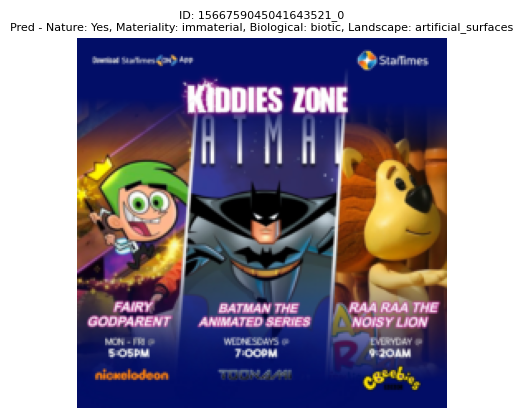 ID: 1566759045041643521_0
Pred - Nature: Yes, Materiality: immaterial, Biological: biotic, Landscape: artificial_surfaces
Download StarTimes ON App
StarTimes
KIDDIES ZONE
ATMA
FAIRY
GODPARENT
MON - FRI @
5:05PM
nickelodeon
BATMAN THE
ANIMATED SERIES
WEDNESDAYS @
7:00PM
TOONAMI
RAA RAA THE
NOISY LION
EVERYDAY @
9:20AM
CBeebies